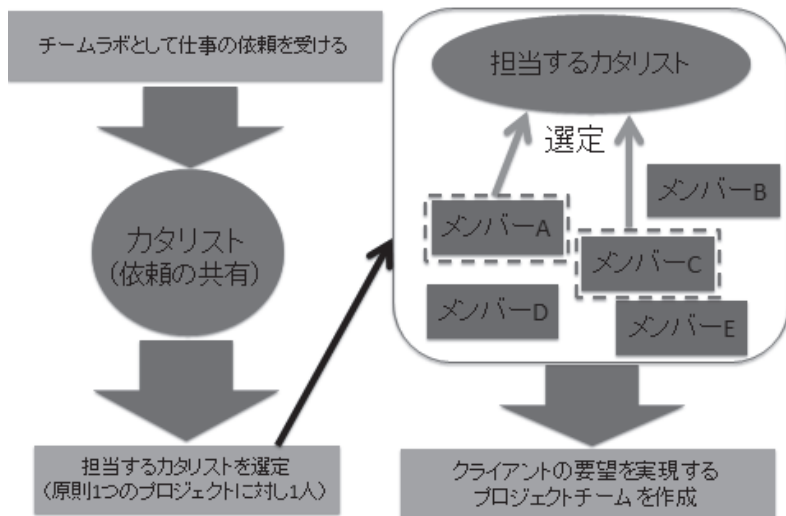 チームラボとして仕事の依頼を受ける
カタリスト
(依頼の共有)
担当するカタリストを選定
(原則1つのプロジェクトに対し1人)
担当するカタリスト
選定
メンバーA
メンバーB
メンバーC
メンバーD
メンバーE
クライアントの要望を実現する
プロジェクトチームを作成